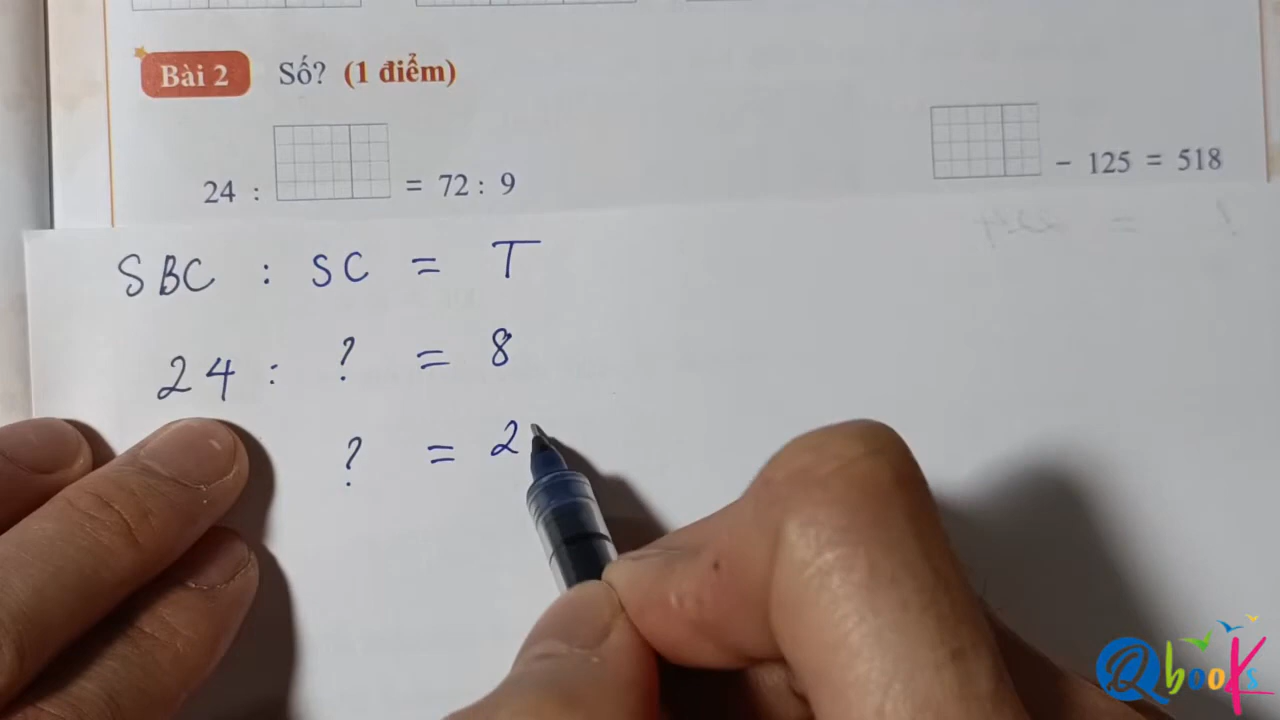 Bài 2 Số? (1 điểm)
24 : = 72 : 9
- 125 = 518
SBC : SC = T
24 : ? = 8
? = 2
Qbooks